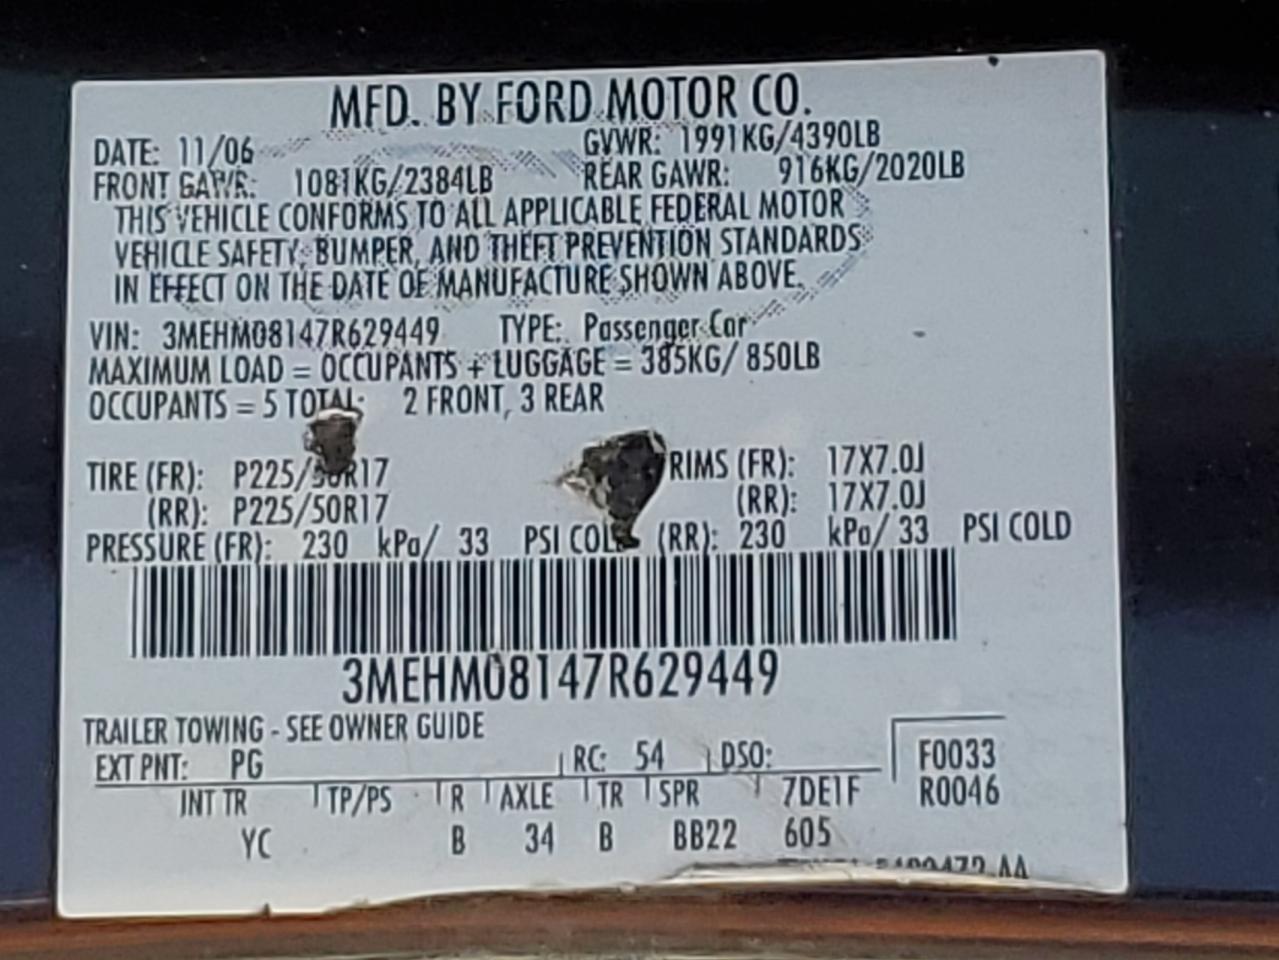 MFD. BY FORD MOTOR CO.
DATE: 11/06 GVWR: 1991KG/4390LB
FRONT GAWR: 1081KG/2384LB REAR GAWR: 916KG/2020LB
THIS VEHICLE CONFORMS TO ALL APPLICABLE FEDERAL MOTOR
VEHICLE SAFETY, BUMPER, AND THEFT PREVENTION STANDARDS
IN EFFECT ON THE DATE OF MANUFACTURE SHOWN ABOVE.
VIN: 3MEHM08147R629449 TYPE: Passenger Car
MAXIMUM LOAD = OCCUPANTS + LUGGAGE = 385KG/ 850LB
OCCUPANTS = 5 TOTAL: 2 FRONT, 3 REAR
TIRE (FR): P225/50R17 RIMS (FR): 17X7.0J
(RR): P225/50R17 (RR): 17X7.0J
PRESSURE (FR): 230 kPa/ 33 PSI COLD (RR): 230 kPa/ 33 PSI COLD
3MEHM08147R629449
TRAILER TOWING - SEE OWNER GUIDE
EXT PNT: PG RC: 54 DSO: F0033
INT TR TP/PS R AXLE TR SPR 7DE1F R0046
YC B 34 B BB22 605